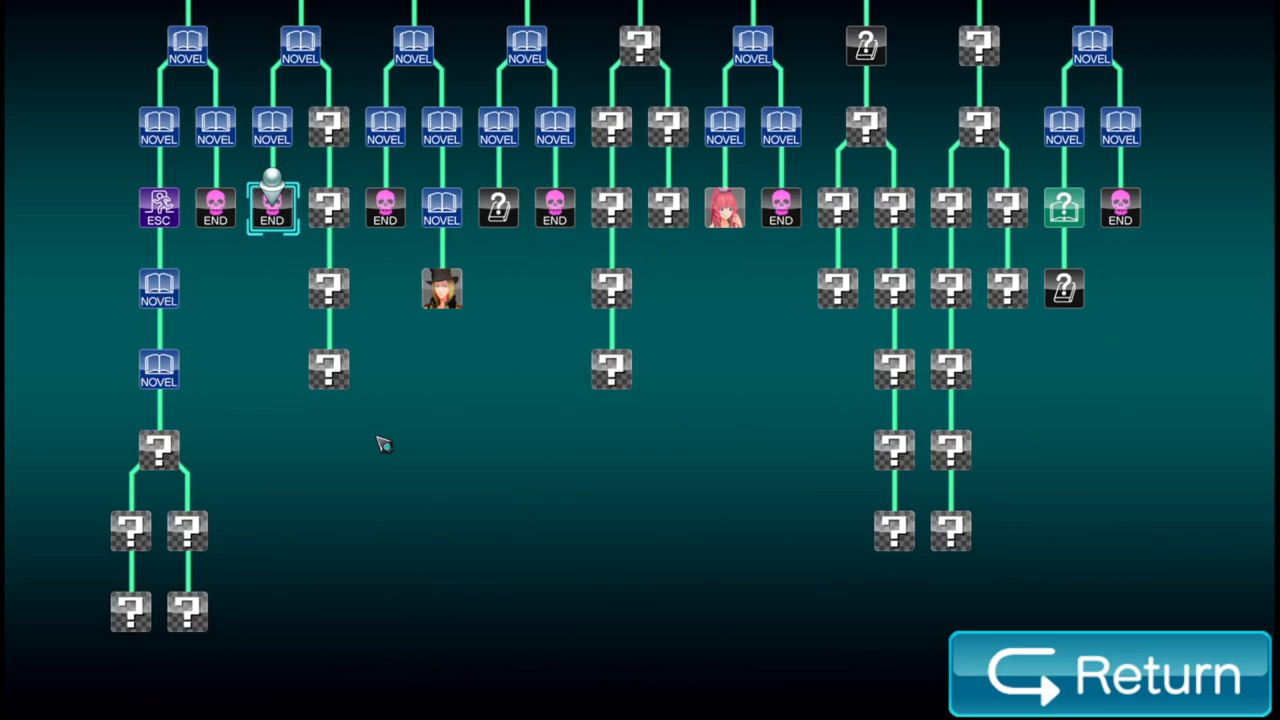 NOVEL NOVEL NOVEL NOVEL ? NOVEL ? ? NOVEL
NOVEL NOVEL NOVEL ? NOVEL NOVEL NOVEL NOVEL ? ? NOVEL NOVEL ? ? NOVEL NOVEL
ESC END END ? END NOVEL ? END ? ? END ? ? ? ? ? END
NOVEL ? ? ? ? ? ? ?
NOVEL ? ? ? ?
? ? ?
? ? ? ?
? ?
Return